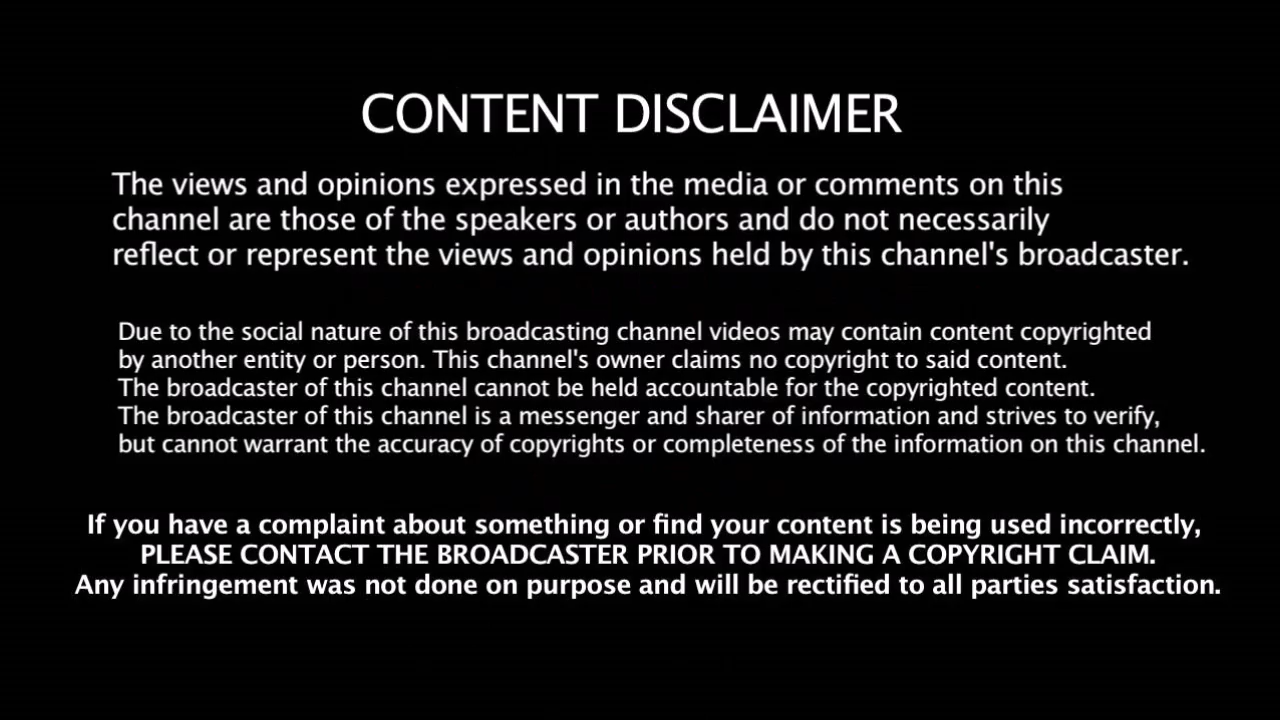 CONTENT DISCLAIMER
The views and opinions expressed in the media or comments on this
channel are those of the speakers or authors and do not necessarily
reflect or represent the views and opinions held by this channel's broadcaster.
Due to the social nature of this broadcasting channel videos may contain content copyrighted
by another entity or person. This channel's owner claims no copyright to said content.
The broadcaster of this channel cannot be held accountable for the copyrighted content.
The broadcaster of this channel is a messenger and sharer of information and strives to verify,
but cannot warrant the accuracy of copyrights or completeness of the information on this channel.
If you have a complaint about something or find your content is being used incorrectly,
PLEASE CONTACT THE BROADCASTER PRIOR TO MAKING A COPYRIGHT CLAIM.
Any infringement was not done on purpose and will be rectified to all parties satisfaction.